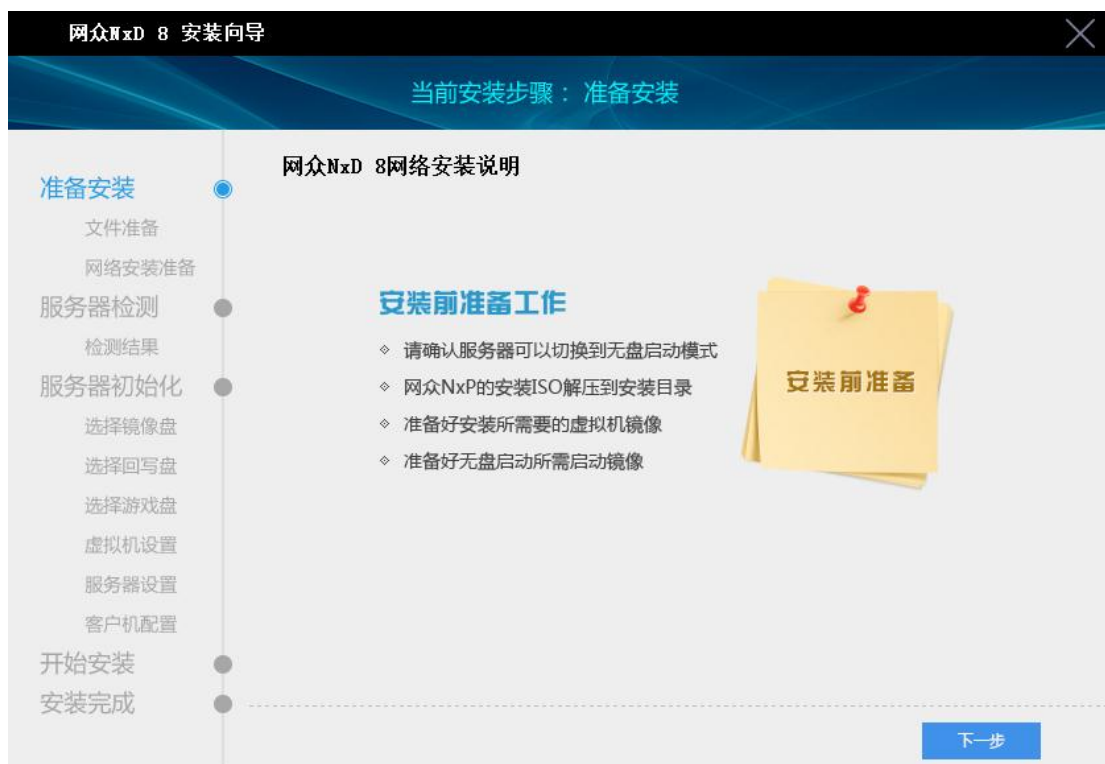 网众NxD 8 安装向导
当前安装步骤： 准备安装
准备安装
文件准备
网络安装准备
服务器检测
检测结果
服务器初始化
选择镜像盘
选择回写盘
选择游戏盘
虚拟机设置
服务器设置
客户机配置
开始安装
安装完成
网众NxD 8网络安装说明
安装前准备工作
请确认服务器可以切换到无盘启动模式
网众NxP的安装ISO解压到安装目录
准备好安装所需要的虚拟机镜像
准备好无盘启动所需启动镜像
安装前准备
下一步